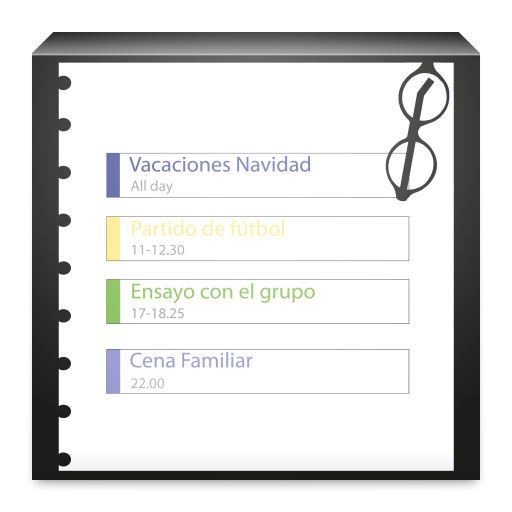 Vacaciones Navidad
All day
Partido de fútbol
11-12.30
Ensayo con el grupo
17-18.25
Cena Familiar
22.00